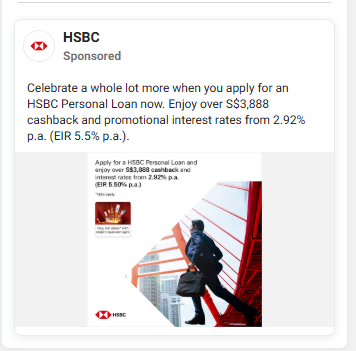 HSBC
Sponsored
Celebrate a whole lot more when you apply for an
HSBC Personal Loan now. Enjoy over S$3,888
cashback and promotional interest rates from 2.92%
p.a. (EIR 5.5% p.a.).
Apply for a HSBC Personal Loan and
enjoy over S$3,888 cashback and
interest rates from 2.92% p.a.
(EIR 5.50% p.a.)
HSBC